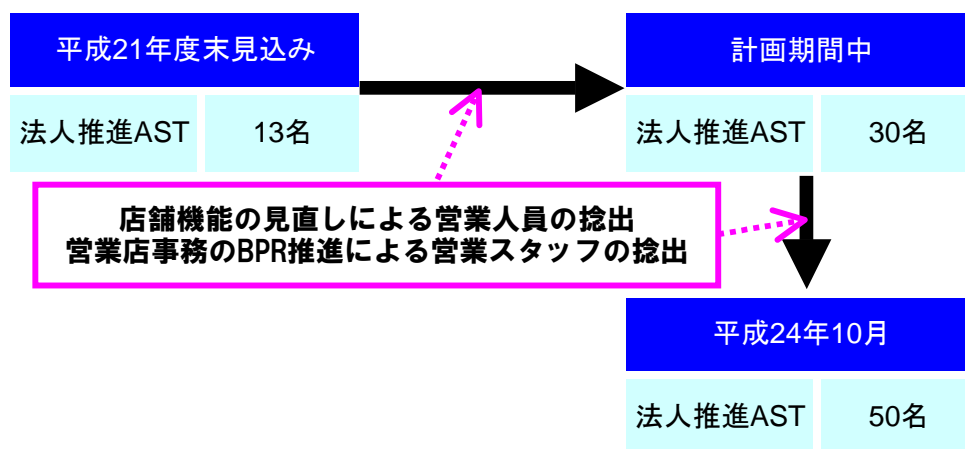 平成21年度末見込み
計画期間中
法人推進AST 13名
法人推進AST 30名
店舗機能の見直しによる営業人員の捻出
営業店事務のBPR推進による営業スタッフの捻出
平成24年10月
法人推進AST 50名